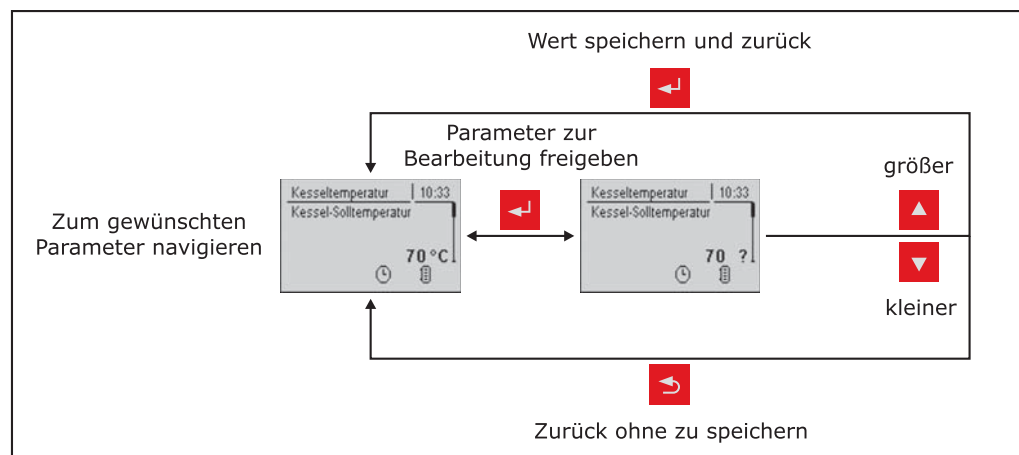 Wert speichern und zurück
Parameter zur
Bearbeitung freigeben
größer
Zum gewünschten
Parameter navigieren
Kesseltemperatur 10:33
Kessel-Solltemperatur
70 °C
Kesseltemperatur 10:33
Kessel-Solltemperatur
70 ?
kleiner
Zurück ohne zu speichern